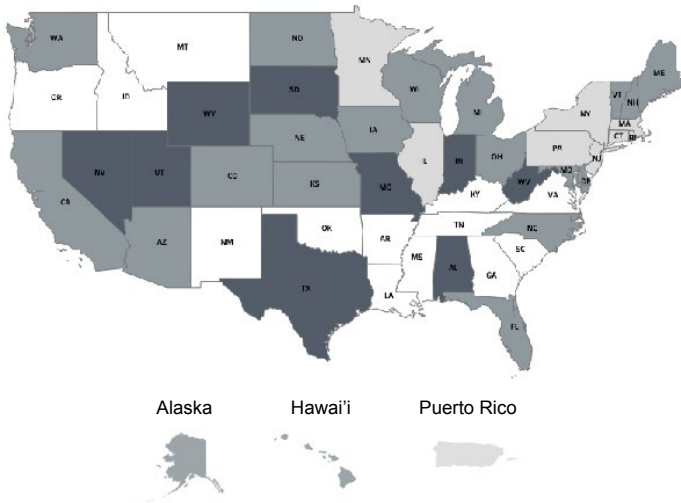 WA
ND
MT
MN
ME
OR
ID
SD
WI
VT
NH
WY
MI
NY
MA
IA
CT
RI
NE
PA
NJ
NV
UT
IL
IN
OH
MD
DE
CO
WV
CA
KS
MO
VA
KY
NC
TN
AZ
OK
NM
AR
SC
MS
AL
GA
TX
LA
FL
Alaska
Hawai'i
Puerto Rico